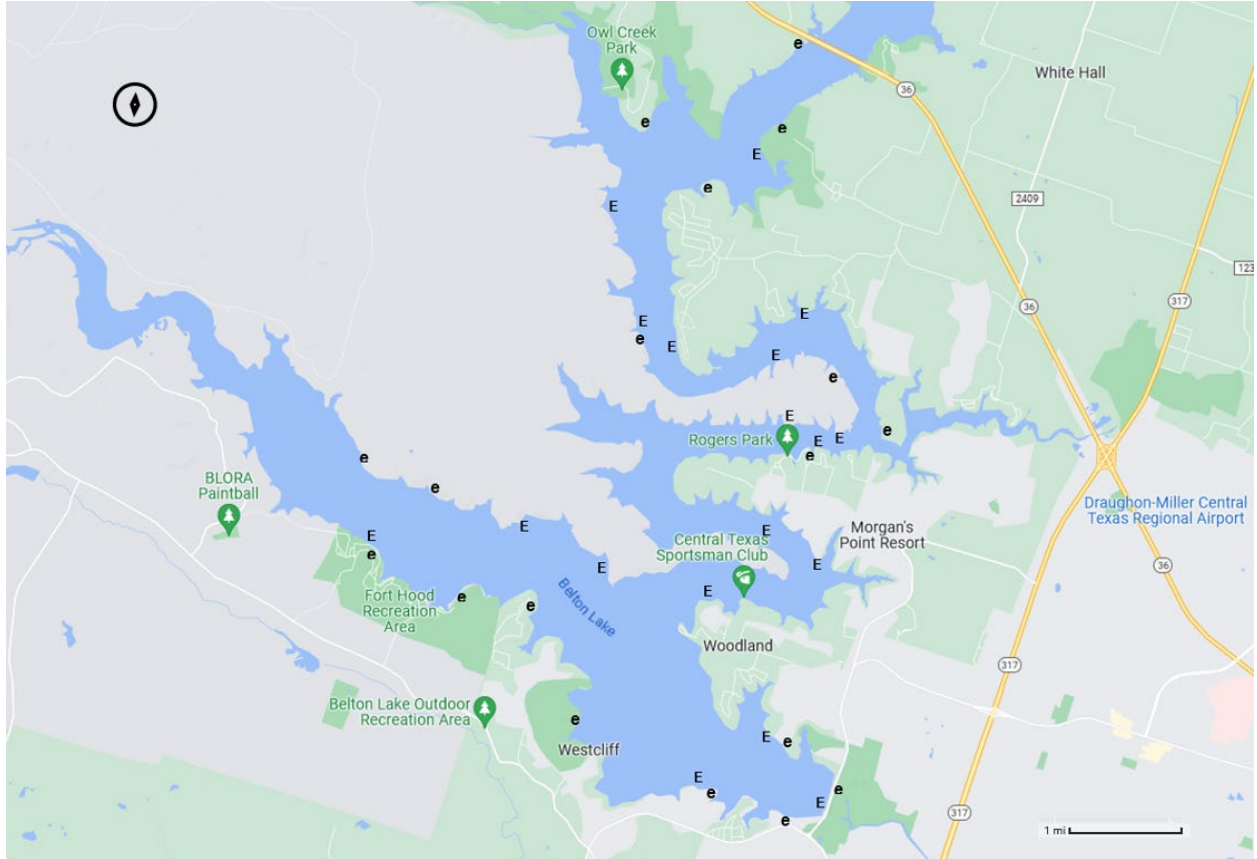 Owl Creek
Park
e
White Hall
36
e
e
E
e
2409
E
123
317
36
E
E
e
E
E
e
E
e
Rogers Park
E
E
e
e
BLORA
Paintball
e
Draughon-Miller Central
Texas Regional Airport
E
Morgan's
Point Resort
E
E
Central Texas
Sportsman Club
e
36
E
E
E
Fort Hood
Recreation
Area
e
e
Belton Lake
Woodland
317
Belton Lake Outdoor
Recreation Area
e
E
e
Westcliff
E
e
e
E
317
e
1 mi